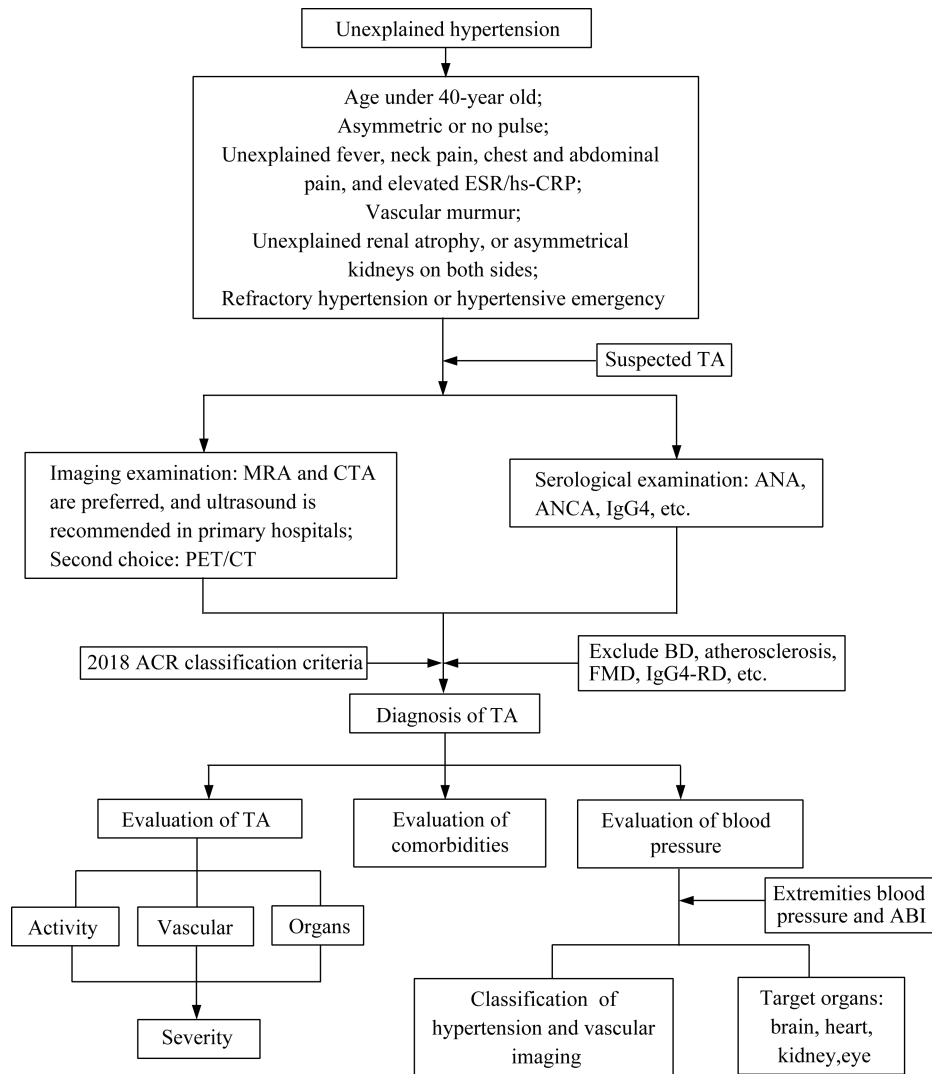 Unexplained hypertension
Age under 40-year old;
Asymmetric or no pulse;
Unexplained fever, neck pain, chest and abdominal
pain, and elevated ESR/hs-CRP;
Vascular murmur;
Unexplained renal atrophy, or asymmetrical
kidneys on both sides;
Refractory hypertension or hypertensive emergency
Suspected TA
Imaging examination: MRA and CTA
are preferred, and ultrasound is
recommended in primary hospitals;
Second choice: PET/CT
Serological examination: ANA,
ANCA, IgG4, etc.
2018 ACR classification criteria
Exclude BD, atherosclerosis,
FMD, IgG4-RD, etc.
Diagnosis of TA
Evaluation of TA
Evaluation of
comorbidities
Evaluation of blood
pressure
Activity
Vascular
Organs
Extremities blood
pressure and ABI
Severity
Classification of
hypertension and vascular
imaging
Target organs:
brain, heart,
kidney,eye